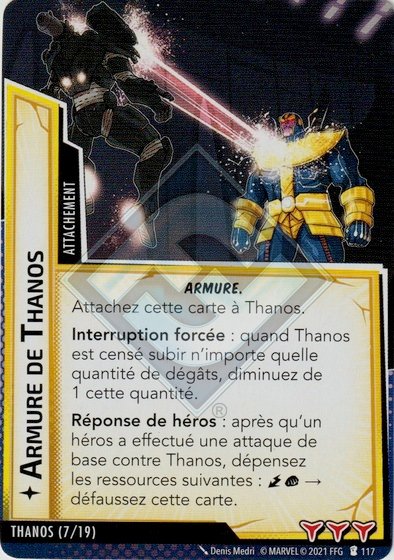 ATTACHEMENT
ARMURE DE THANOS
ARMURE.
Attachez cette carte à Thanos.
Interruption forcée : quand Thanos
est censé subir n'importe quelle
quantité de dégâts, diminuez de
1 cette quantité.
Réponse de héros : après qu'un
héros a effectué une attaque de
base contre Thanos, dépensez
les ressources suivantes : →
défaussez cette carte.
THANOS (7/19)
Denis Medri © MARVEL © 2021 FFG 117